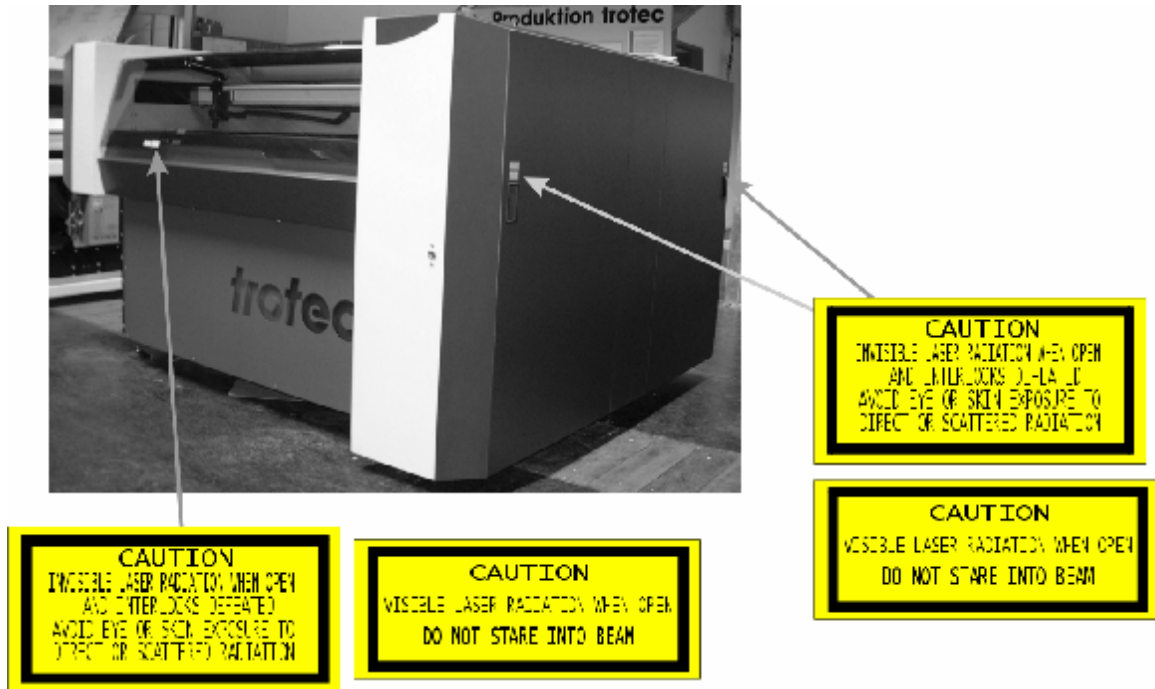 Produktion trotec
trotec
CAUTION
INVISIBLE LASER RADIATION WHEN OPEN
AND INTERLOCKS
AVOID EYE OR SKIN EXPOSURE TO
DIRECT OR SCATTERED RADIATION
CAUTION
VISIBLE LASER RADIATION WHEN OPEN
DO NOT STARE INTO BEAM
CAUTION
INVISIBLE LASER RADIATION WHEN OPEN
AND INTERLOCKS DEFEATED
AVOID EYE OR SKIN EXPOSURE TO
DIRECT OR SCATTERED RADIATION
CAUTION
VISIBLE LASER RADIATION WHEN OPEN
DO NOT STARE INTO BEAM